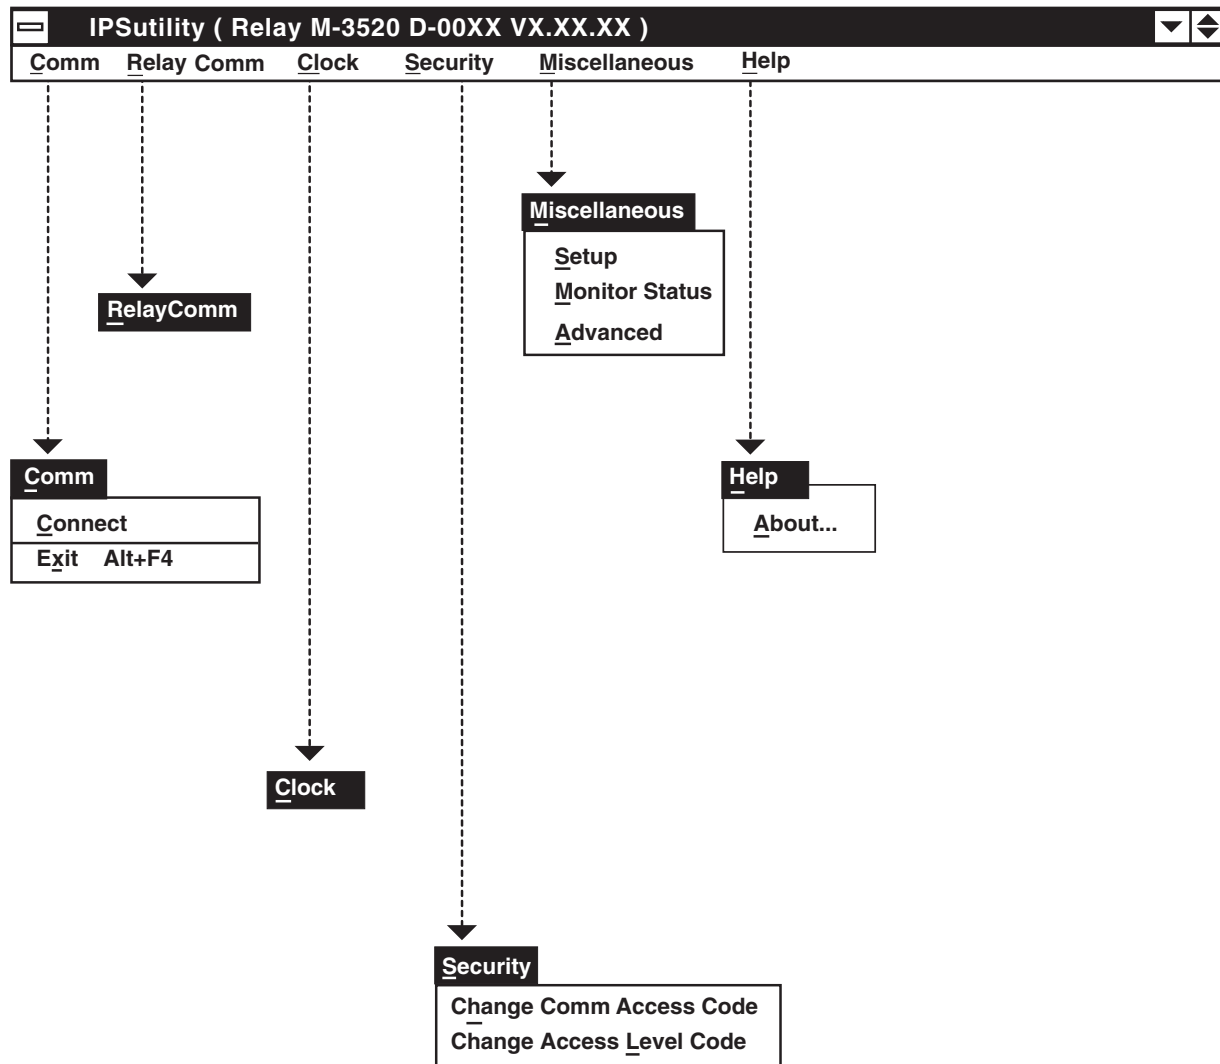 IPSutility ( Relay M-3520 D-00XX VX.XX.XX )
Comm Relay Comm Clock Security Miscellaneous Help
Miscellaneous
Setup
Monitor Status
Advanced
RelayComm
Comm
Connect
Exit Alt+F4
Help
About...
Clock
Security
Change Comm Access Code
Change Access Level Code